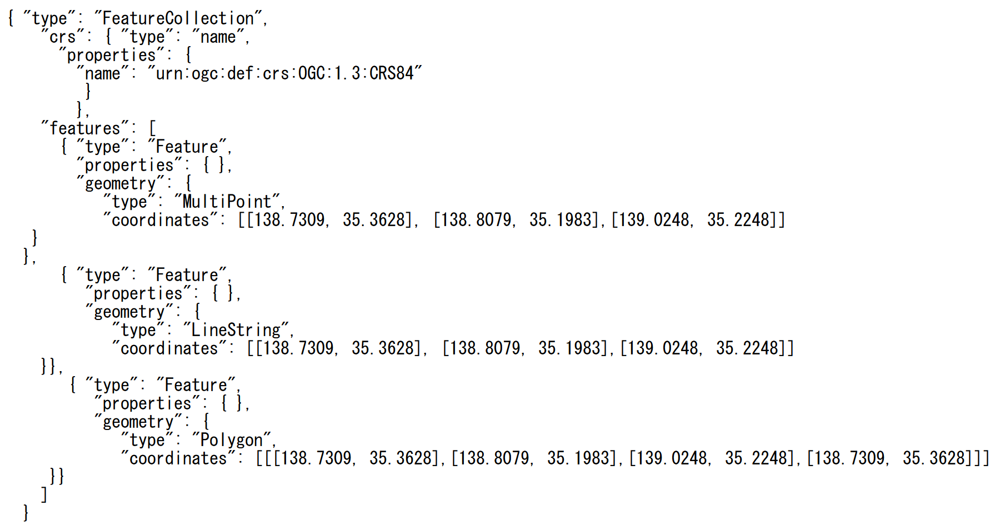 { "type": "FeatureCollection",
"crs": { "type": "name",
"properties": {
"name": "urn:ogc:def:crs:OGC:1.3:CRS84"
}
},
"features": [
{ "type": "Feature",
"properties": { },
"geometry": {
"type": "MultiPoint",
"coordinates": [[138.7309, 35.3628], [138.8079, 35.1983],[139.0248, 35.2248]]
}
},
{ "type": "Feature",
"properties": { },
"geometry": {
"type": "LineString",
"coordinates": [[138.7309, 35.3628], [138.8079, 35.1983],[139.0248, 35.2248]]
}},
{ "type": "Feature",
"properties": { },
"geometry": {
"type": "Polygon",
"coordinates": [[[138.7309, 35.3628],[138.8079, 35.1983],[139.0248, 35.2248],[138.7309, 35.3628]]]
}}
]
}